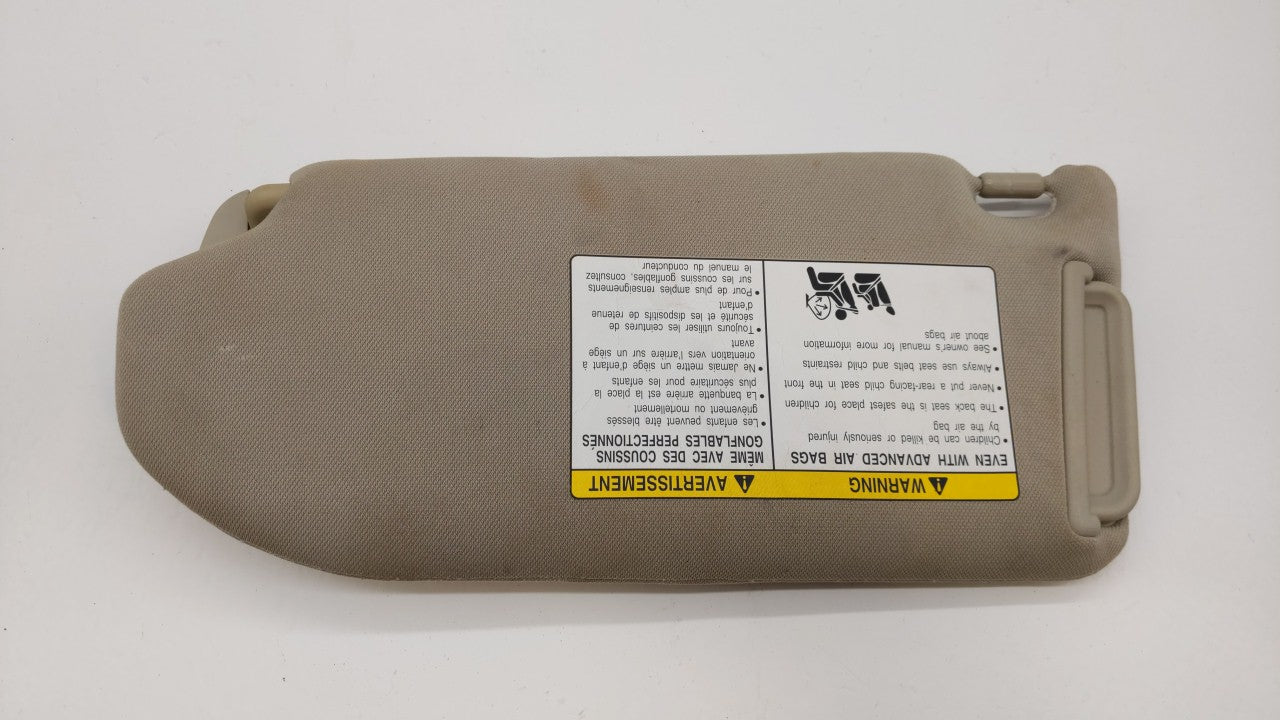 ⚠ WARNING
EVEN WITH ADVANCED AIR BAGS
• Children can be killed or seriously injured
by the air bag
• The back seat is the safest place for children
• Never put a rear-facing child seat in the front
• Always use seat belts and child restraints
• See owner's manual for more information
about air bags
⚠ AVERTISSEMENT
MÊME AVEC DES COUSSINS
GONFLABLES PERFECTIONNÉS
• Les enfants peuvent être blessés
grièvement ou mortellement
• La banquette arrière est la place la
plus sécuritaire pour les enfants
• Ne Jamais mettre un siège d'enfant à
orientation vers l'arrière sur un siège
avant
• Toujours utiliser les ceintures de
sécurité et les dispositifs de retenue
d'enfant
• Pour de plus amples renseignements
sur les coussins gonflables, consultez
le manuel du conducteur